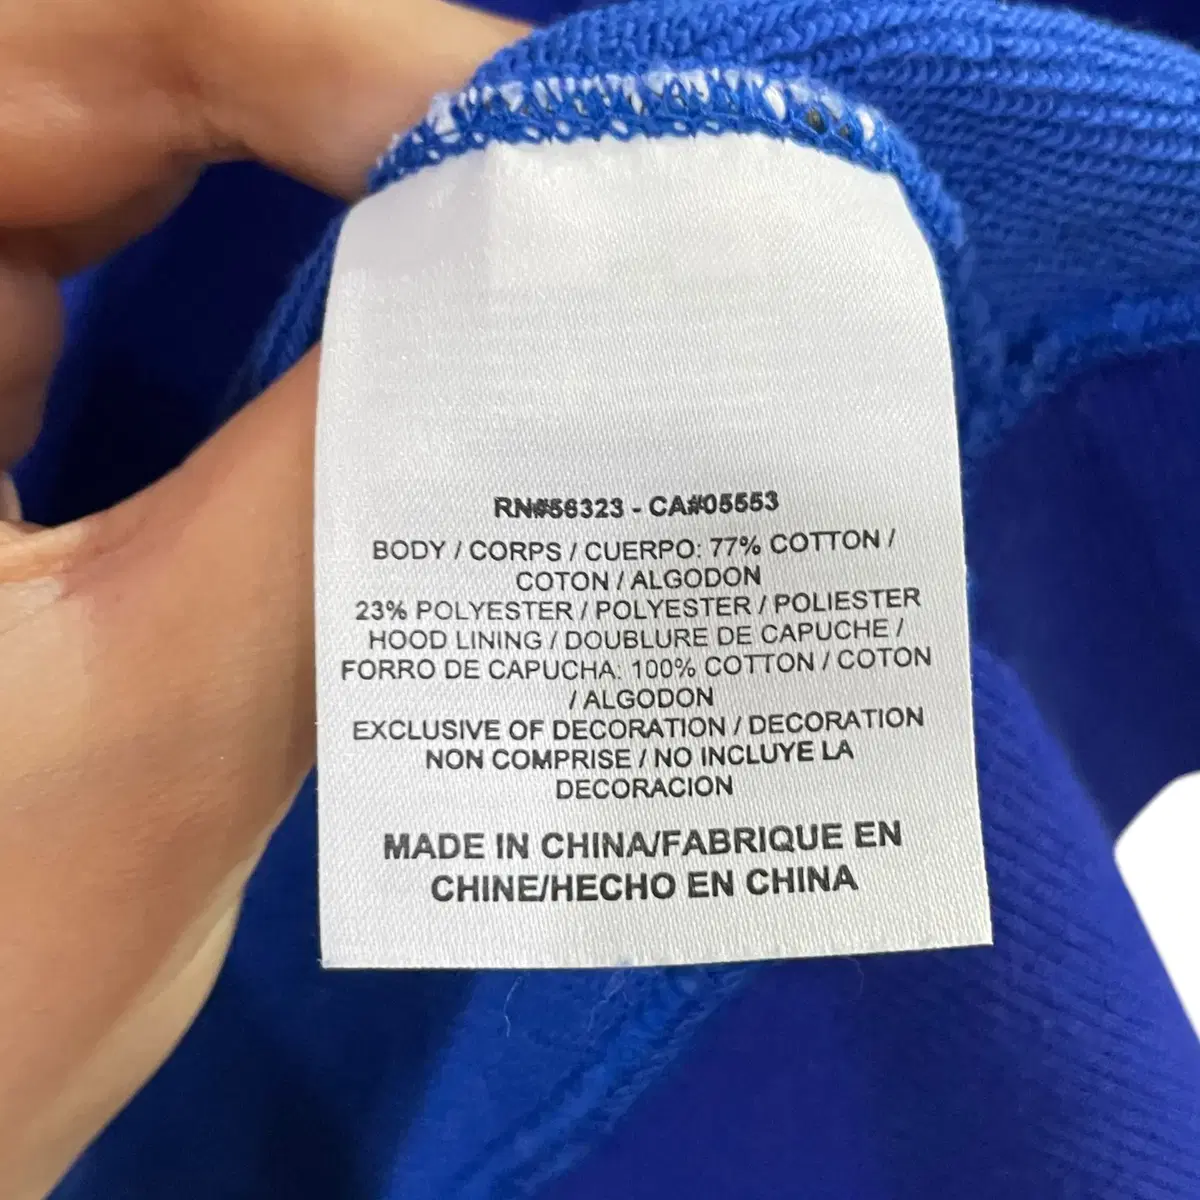 RN#56323 - CA#05553
BODY / CORPS / CUERPO: 77% COTTON /
COTON / ALGODON
23% POLYESTER / POLYESTER / POLIESTER
HOOD LINING / DOUBLURE DE CAPUCHE /
FORRO DE CAPUCHA: 100% COTTON / COTON
/ ALGODON
EXCLUSIVE OF DECORATION / DECORATION
NON COMPRISE / NO INCLUYE LA
DECORACION
MADE IN CHINA/FABRIQUE EN
CHINE/HECHO EN CHINA